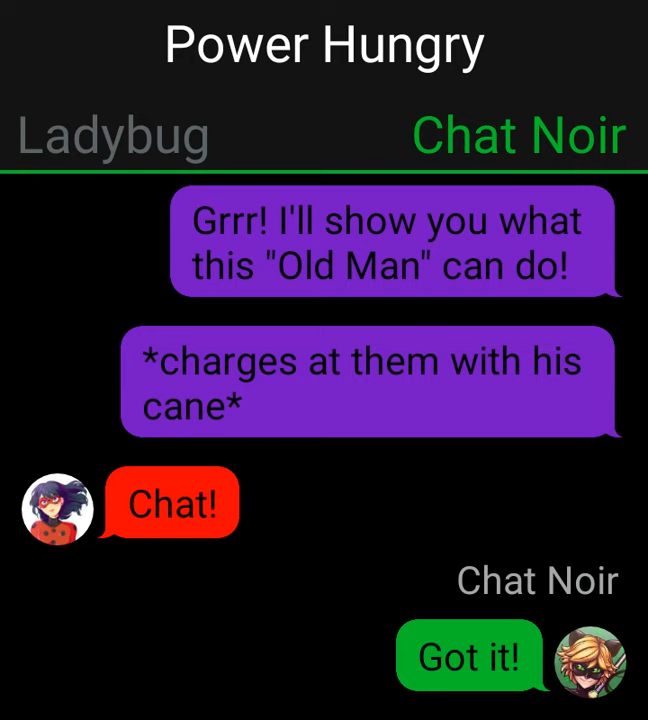 Power Hungry
Ladybug
Chat Noir
Grrr! I'll show you what
this "Old Man" can do!
*charges at them with his
cane*
Chat!
Chat Noir
Got it!